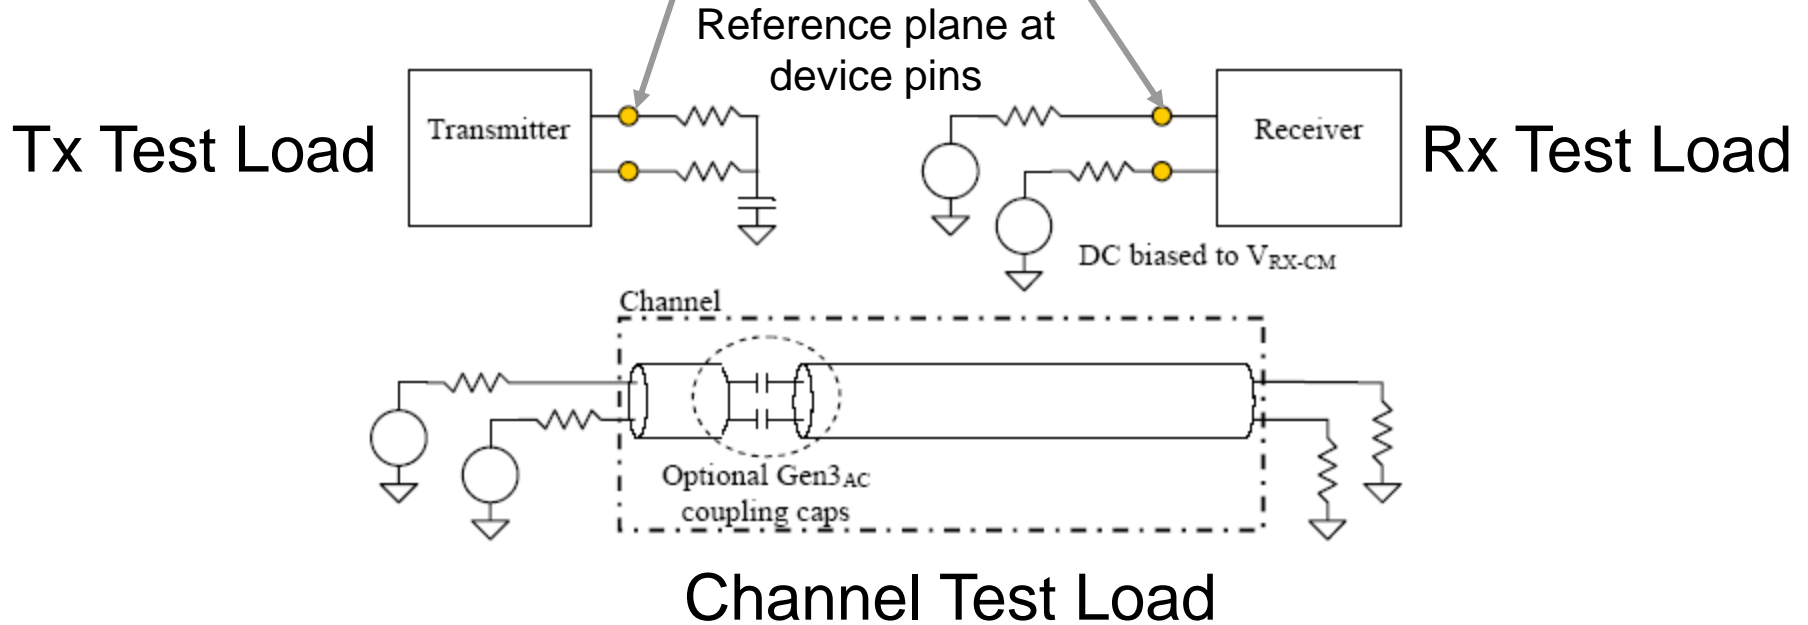 Reference plane at
device pins
Tx Test Load
Transmitter
Receiver
Rx Test Load
DC biased to VRX-CM
Channel
Optional Gen3AC
coupling caps
Channel Test Load